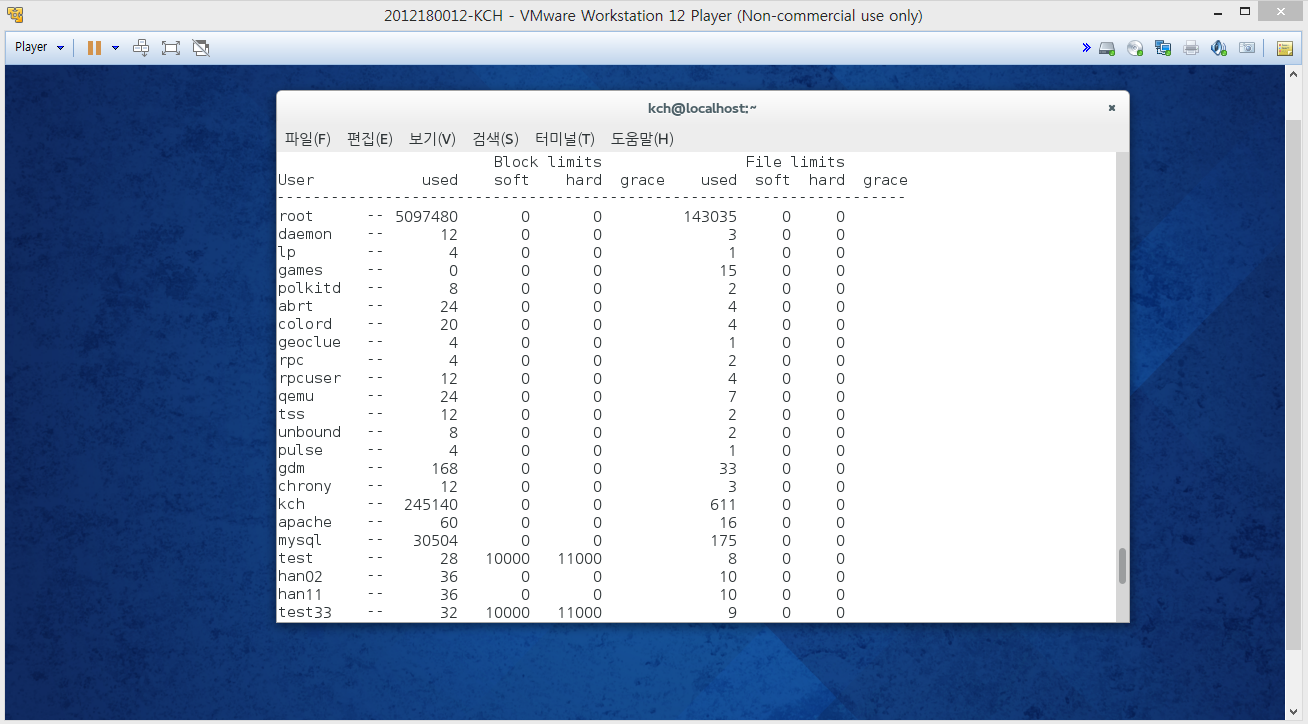 2012180012-KCH - VMware Workstation 12 Player (Non-commercial use only)
Player
kch@localhost:~
파일(F) 편집(E) 보기(V) 검색(S) 터미널(T) 도움말(H)
Block limits File limits
User used soft hard grace used soft hard grace
----------------------------------------------------------------------
root -- 5097480 0 0 143035 0 0
daemon -- 12 0 0 3 0 0
lp -- 4 0 0 1 0 0
games -- 0 0 0 15 0 0
polkitd -- 8 0 0 2 0 0
abrt -- 24 0 0 4 0 0
colord -- 20 0 0 4 0 0
geoclue -- 4 0 0 1 0 0
rpc -- 4 0 0 2 0 0
rpcuser -- 12 0 0 4 0 0
qemu -- 24 0 0 7 0 0
tss -- 12 0 0 2 0 0
unbound -- 8 0 0 2 0 0
pulse -- 4 0 0 1 0 0
gdm -- 168 0 0 33 0 0
chrony -- 12 0 0 3 0 0
kch -- 245140 0 0 611 0 0
apache -- 60 0 0 16 0 0
mysql -- 30504 0 0 175 0 0
test -- 28 10000 11000 8 0 0
han02 -- 36 0 0 10 0 0
han11 -- 36 0 0 10 0 0
test33 -- 32 10000 11000 9 0 0